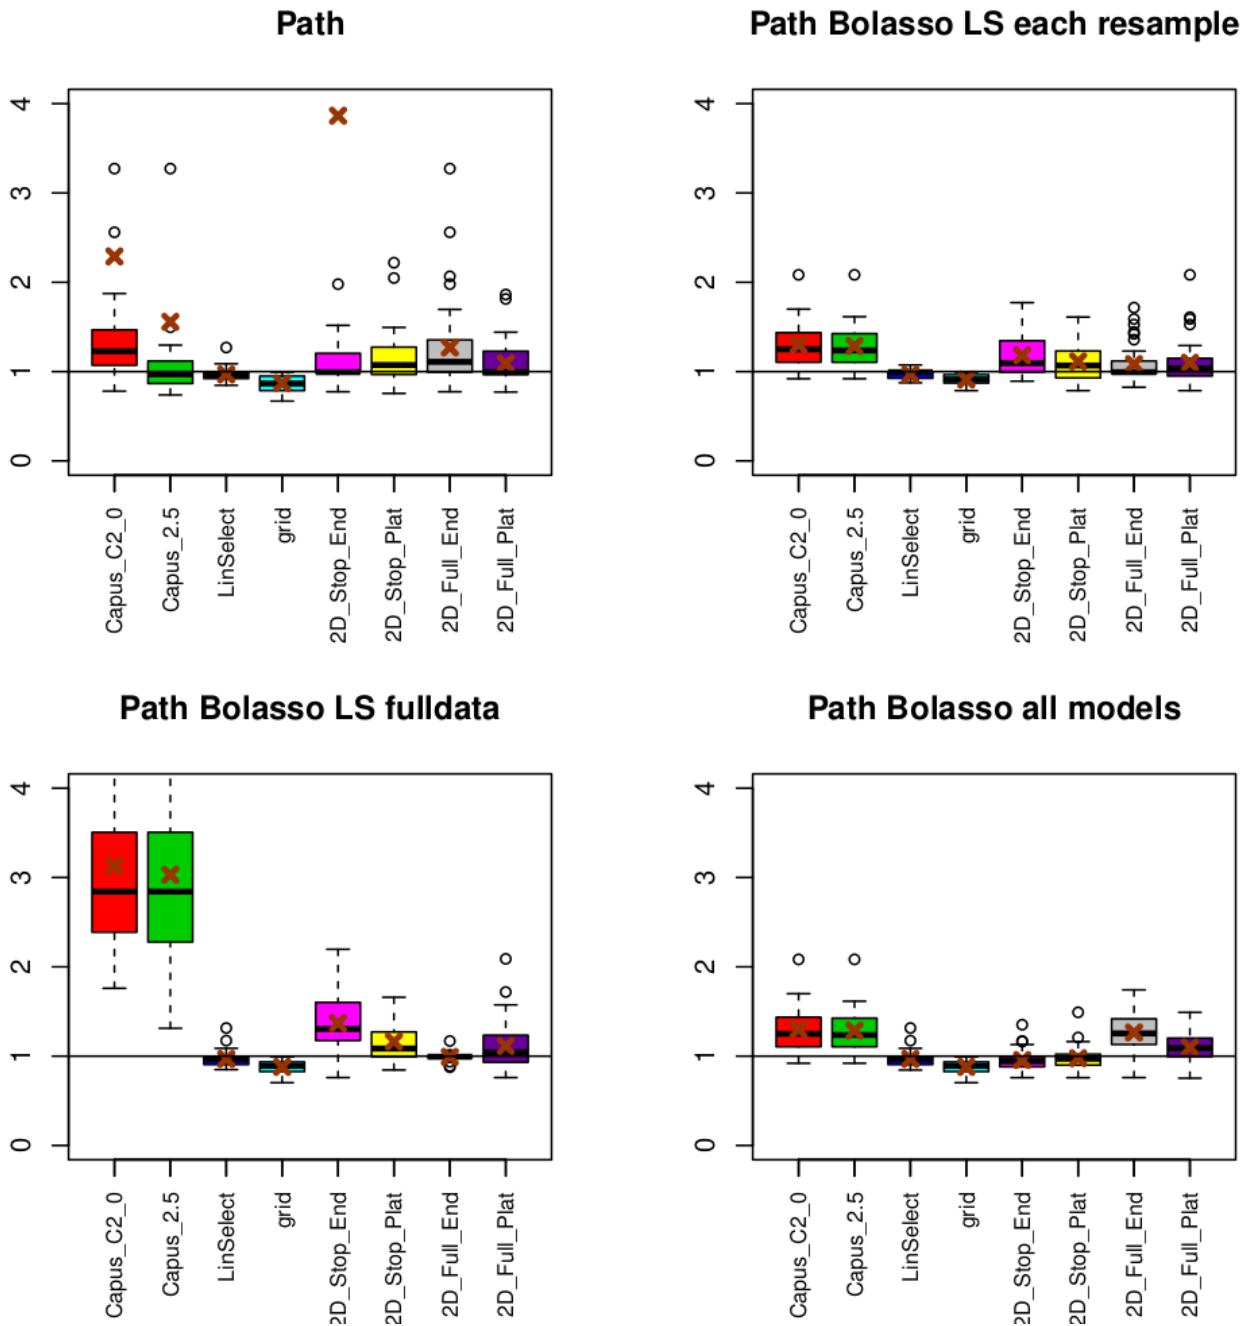 Path
4
3
2
1
0
Capus_C2_0
Capus_2.5
LinSelect
grid
2D_Stop_End
2D_Stop_Plat
2D_Full_End
2D_Full_Plat
Path Bolasso LS each resample
4
3
2
1
0
Capus_C2_0
Capus_2.5
LinSelect
grid
2D_Stop_End
2D_Stop_Plat
2D_Full_End
2D_Full_Plat
Path Bolasso LS fulldata
4
3
2
1
0
Capus_C2_0
Capus_2.5
LinSelect
grid
2D_Stop_End
2D_Stop_Plat
2D_Full_End
2D_Full_Plat
Path Bolasso all models
4
3
2
1
0
Capus_C2_0
Capus_2.5
LinSelect
grid
2D_Stop_End
2D_Stop_Plat
2D_Full_End
2D_Full_Plat